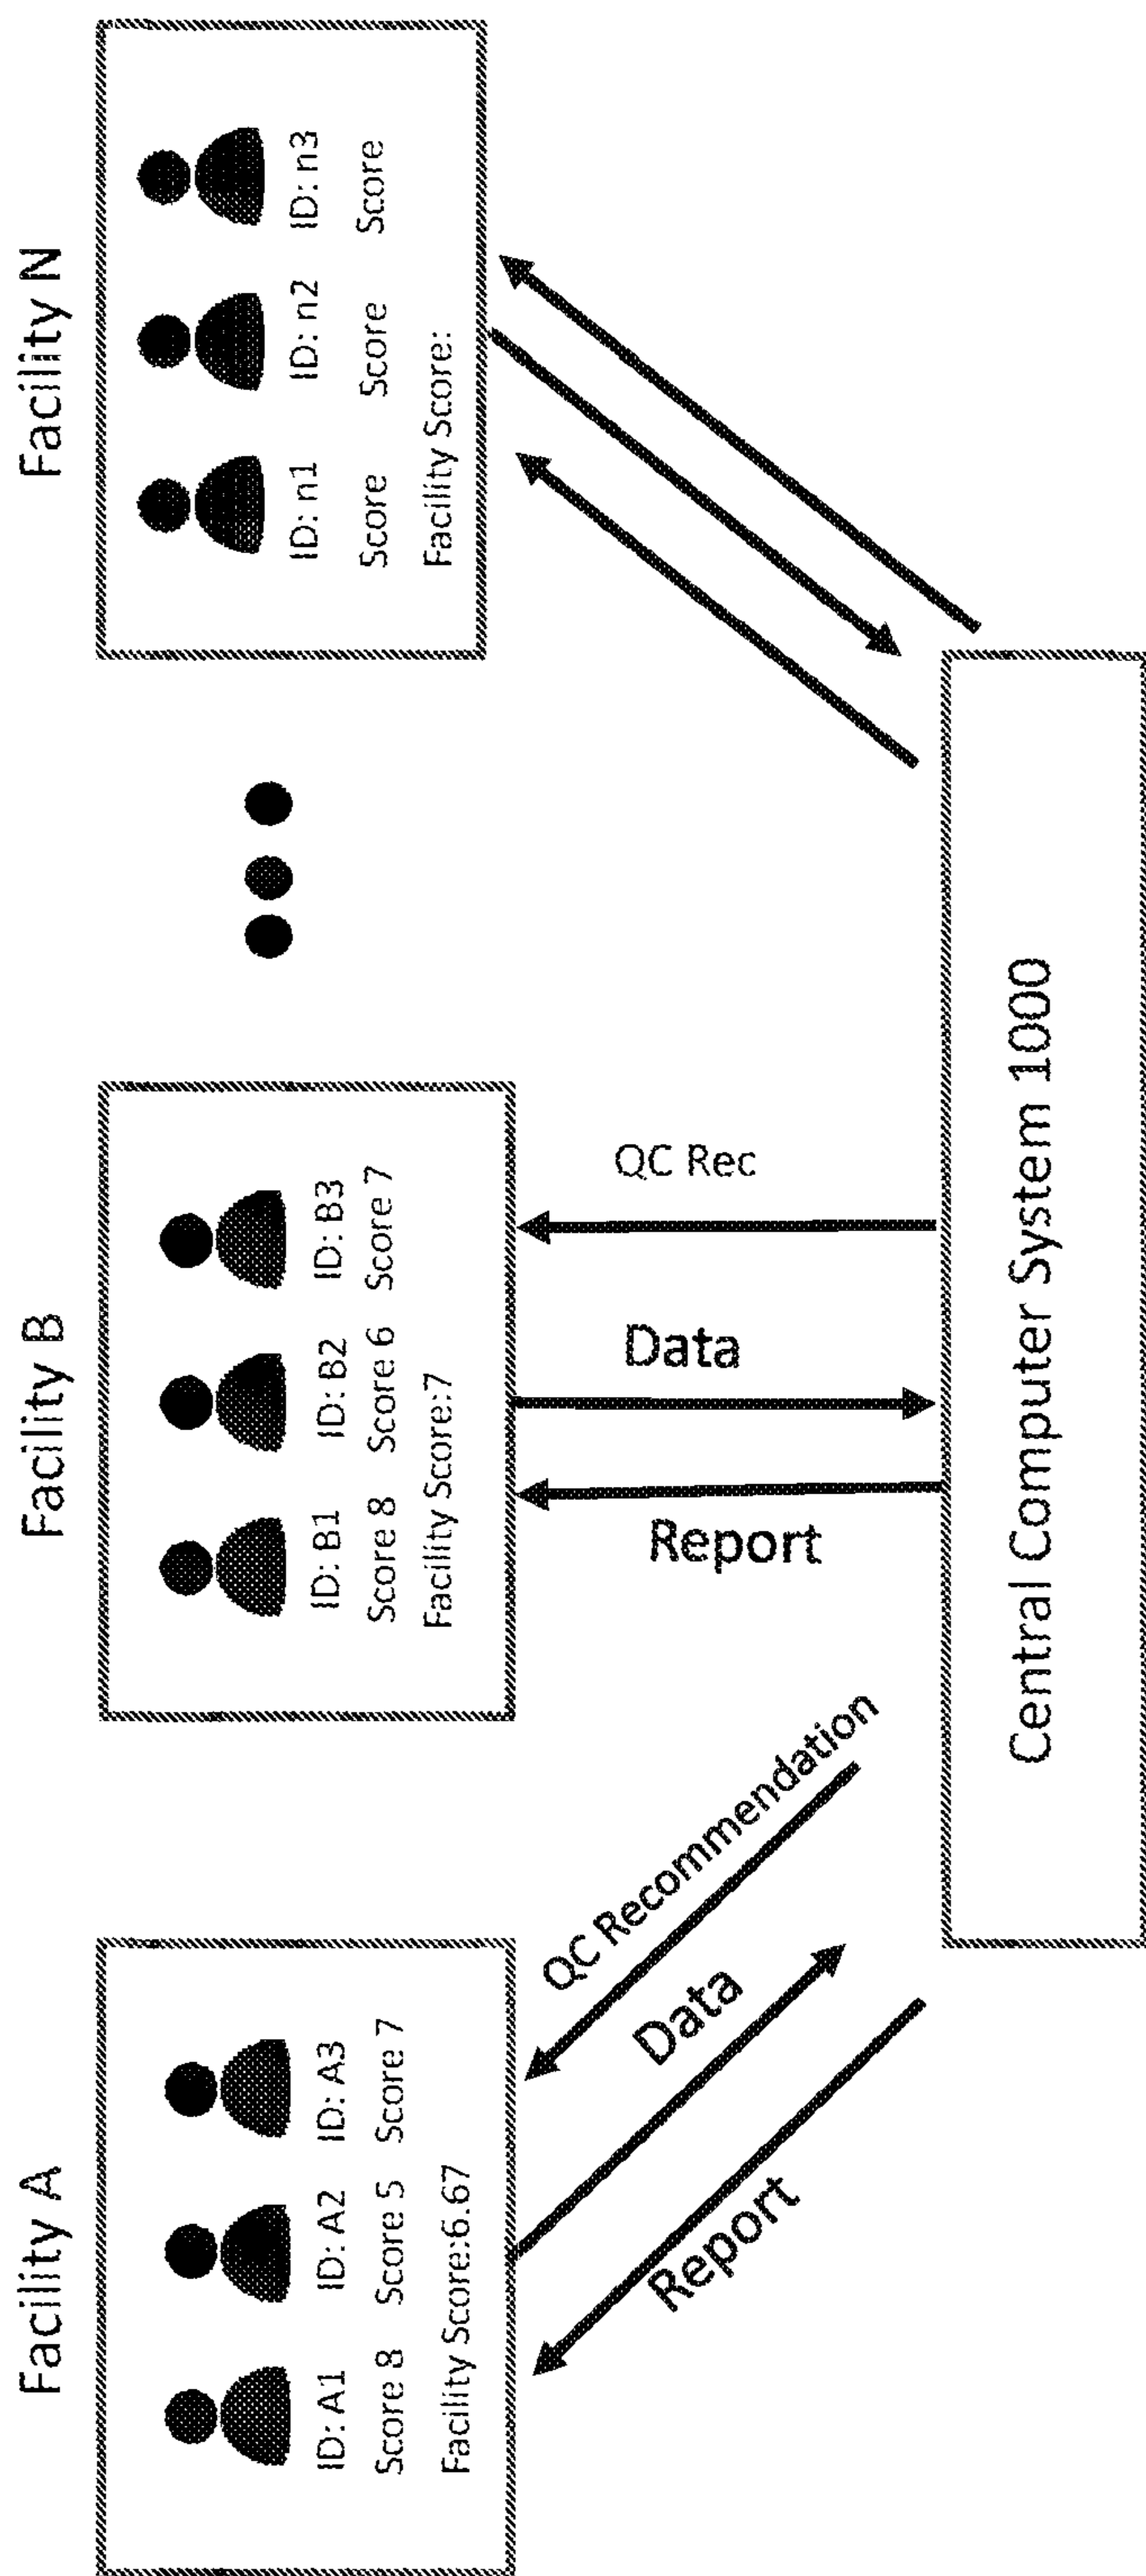 Facility A
ID: A1 ID: A2 ID: A3
Score 8 Score 5 Score 7
Facility Score:6.67
Facility B
ID: B1 ID: B2 ID: B3
Score 8 Score 6 Score 7
Facility Score:7
Facility N
ID: n1 ID: n2 ID: n3
Score Score Score
Facility Score:
Report
Data
QC Recommendation
Report
Data
QC Rec
Central Computer System 1000